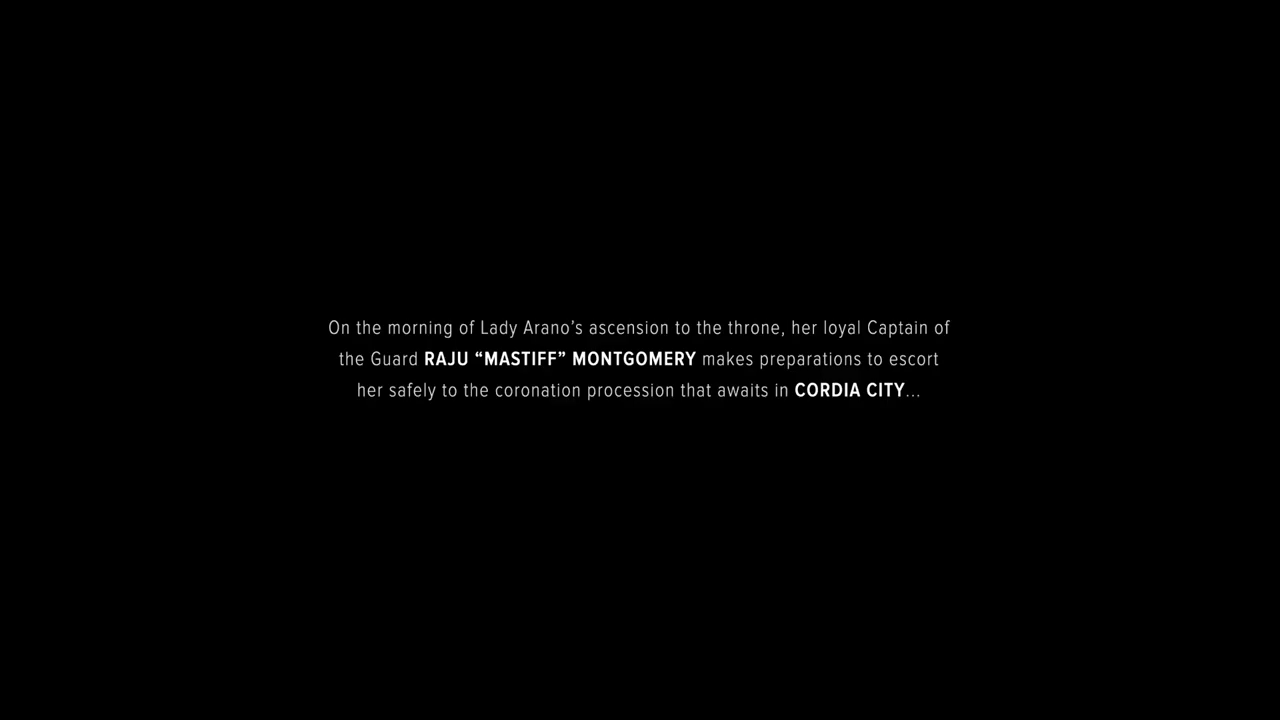 On the morning of Lady Arano’s ascension to the throne, her loyal Captain of
the Guard RAJU “MASTIFF” MONTGOMERY makes preparations to escort
her safely to the coronation procession that awaits in CORDIA CITY...